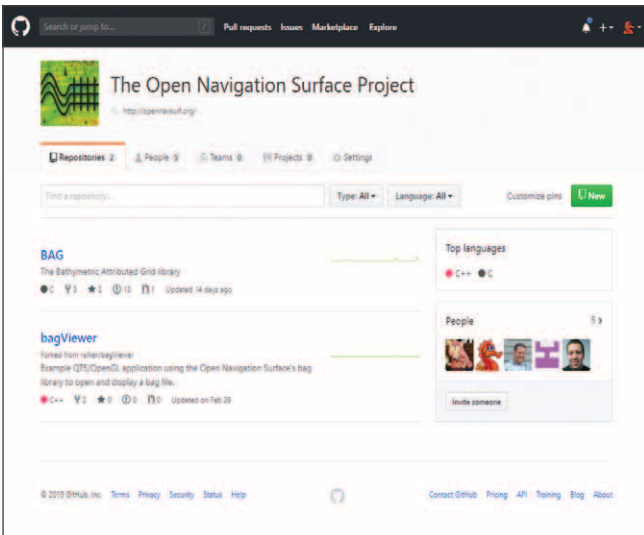 Search or jump to... /
Pull requests Issues Marketplace Explore
The Open Navigation Surface Project
http://opennavsurf.org/
Repositories 2 People 5 Teams 0 Projects 0 Settings
Find a repository... Type: All Language: All Customize pins New
BAG
The Bathymetric Attributed Grid library
C 3 2 13 1 Updated 14 days ago
bagViewer
Forked from rolker/bagViewer
Example QT5/OpenGL application using the Open Navigation Surface's bag
library to open and display a bag file.
C++ 2 0 0 0 Updated on Feb 28
Top languages
C++ C
People 5 >
Invite someone
© 2019 GitHub, Inc. Terms Privacy Security Status Help
Contact GitHub Pricing API Training Blog About